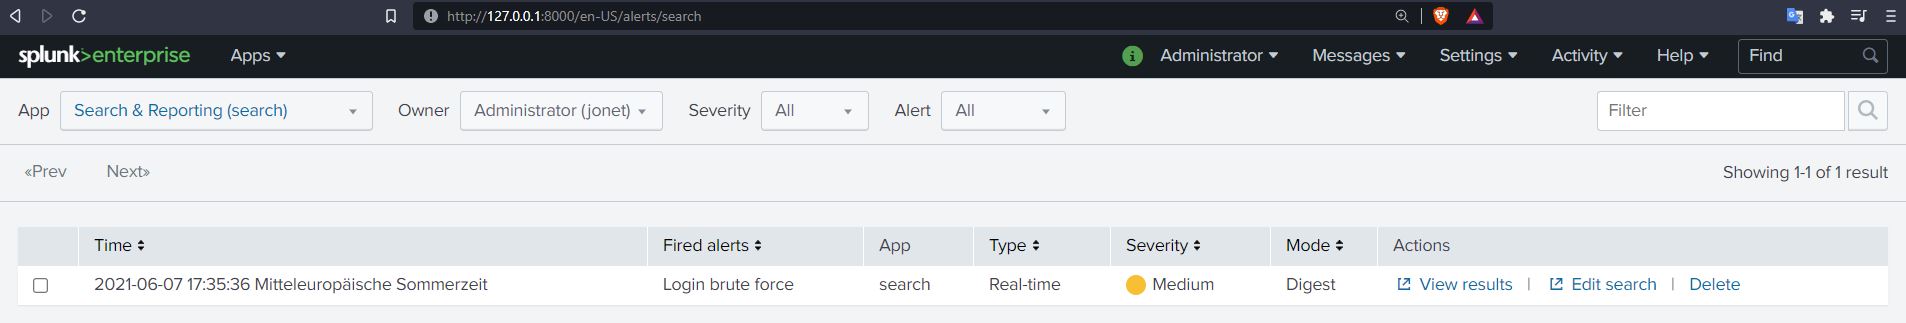 http://127.0.0.1:8000/en-US/alerts/search
splunk>enterprise Apps i Administrator Messages Settings Activity Help Find
App Search & Reporting (search) Owner Administrator (jonet) Severity All Alert All Filter
«Prev Next» Showing 1-1 of 1 result
Time Fired alerts App Type Severity Mode Actions
2021-06-07 17:35:36 Mitteleuropäische Sommerzeit Login brute force search Real-time Medium Digest View results | Edit search | Delete